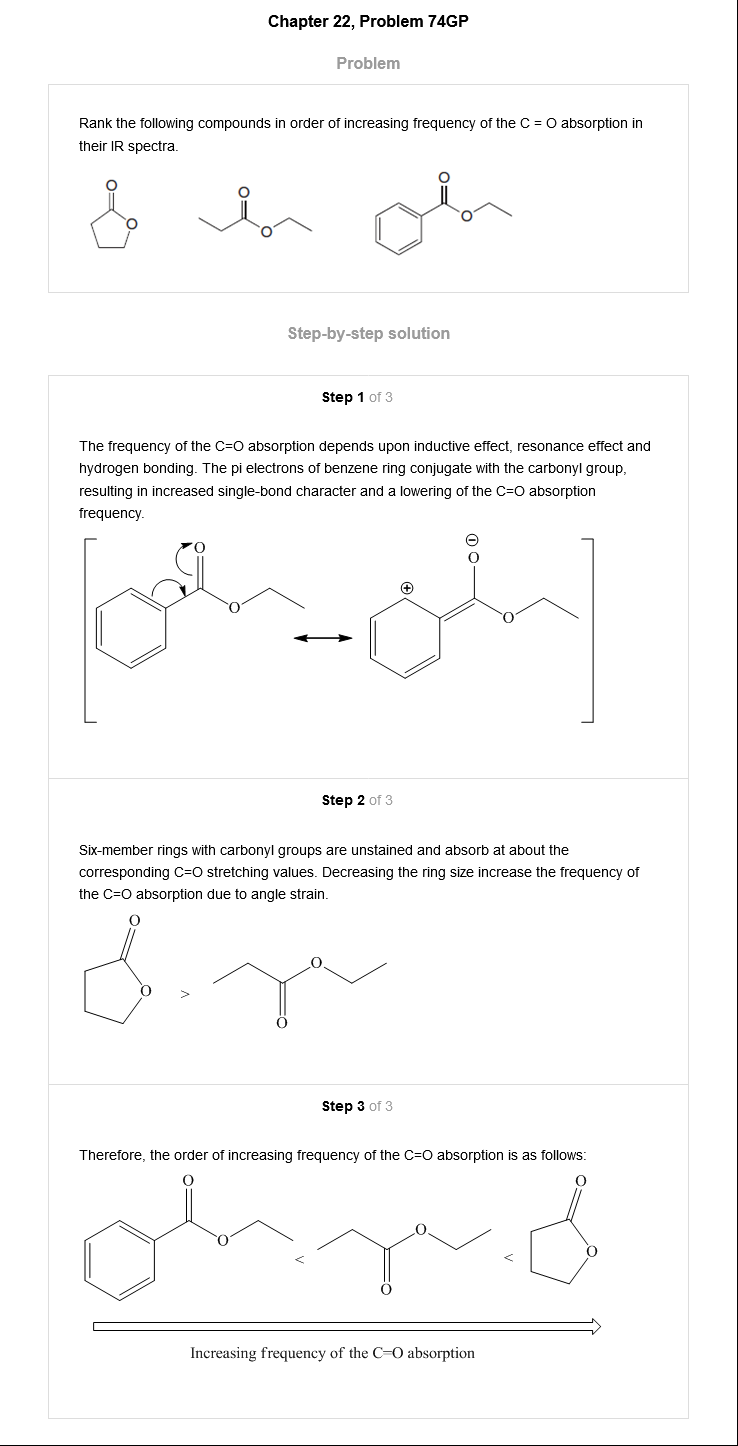 Chapter 22, Problem 74GP
Problem
Rank the following compounds in order of increasing frequency of the C = O absorption in
their IR spectra.
O
O
O
O
O
O
Step-by-step solution
Step 1 of 3
The frequency of the C=O absorption depends upon inductive effect, resonance effect and
hydrogen bonding. The pi electrons of benzene ring conjugate with the carbonyl group,
resulting in increased single-bond character and a lowering of the C=O absorption
frequency.
O
O
⊖
O
⊕
O
Step 2 of 3
Six-member rings with carbonyl groups are unstained and absorb at about the
corresponding C=O stretching values. Decreasing the ring size increase the frequency of
the C=O absorption due to angle strain.
O
O
>
O
O
Step 3 of 3
Therefore, the order of increasing frequency of the C=O absorption is as follows:
O
O
<
O
O
<
O
O
Increasing frequency of the C=O absorption